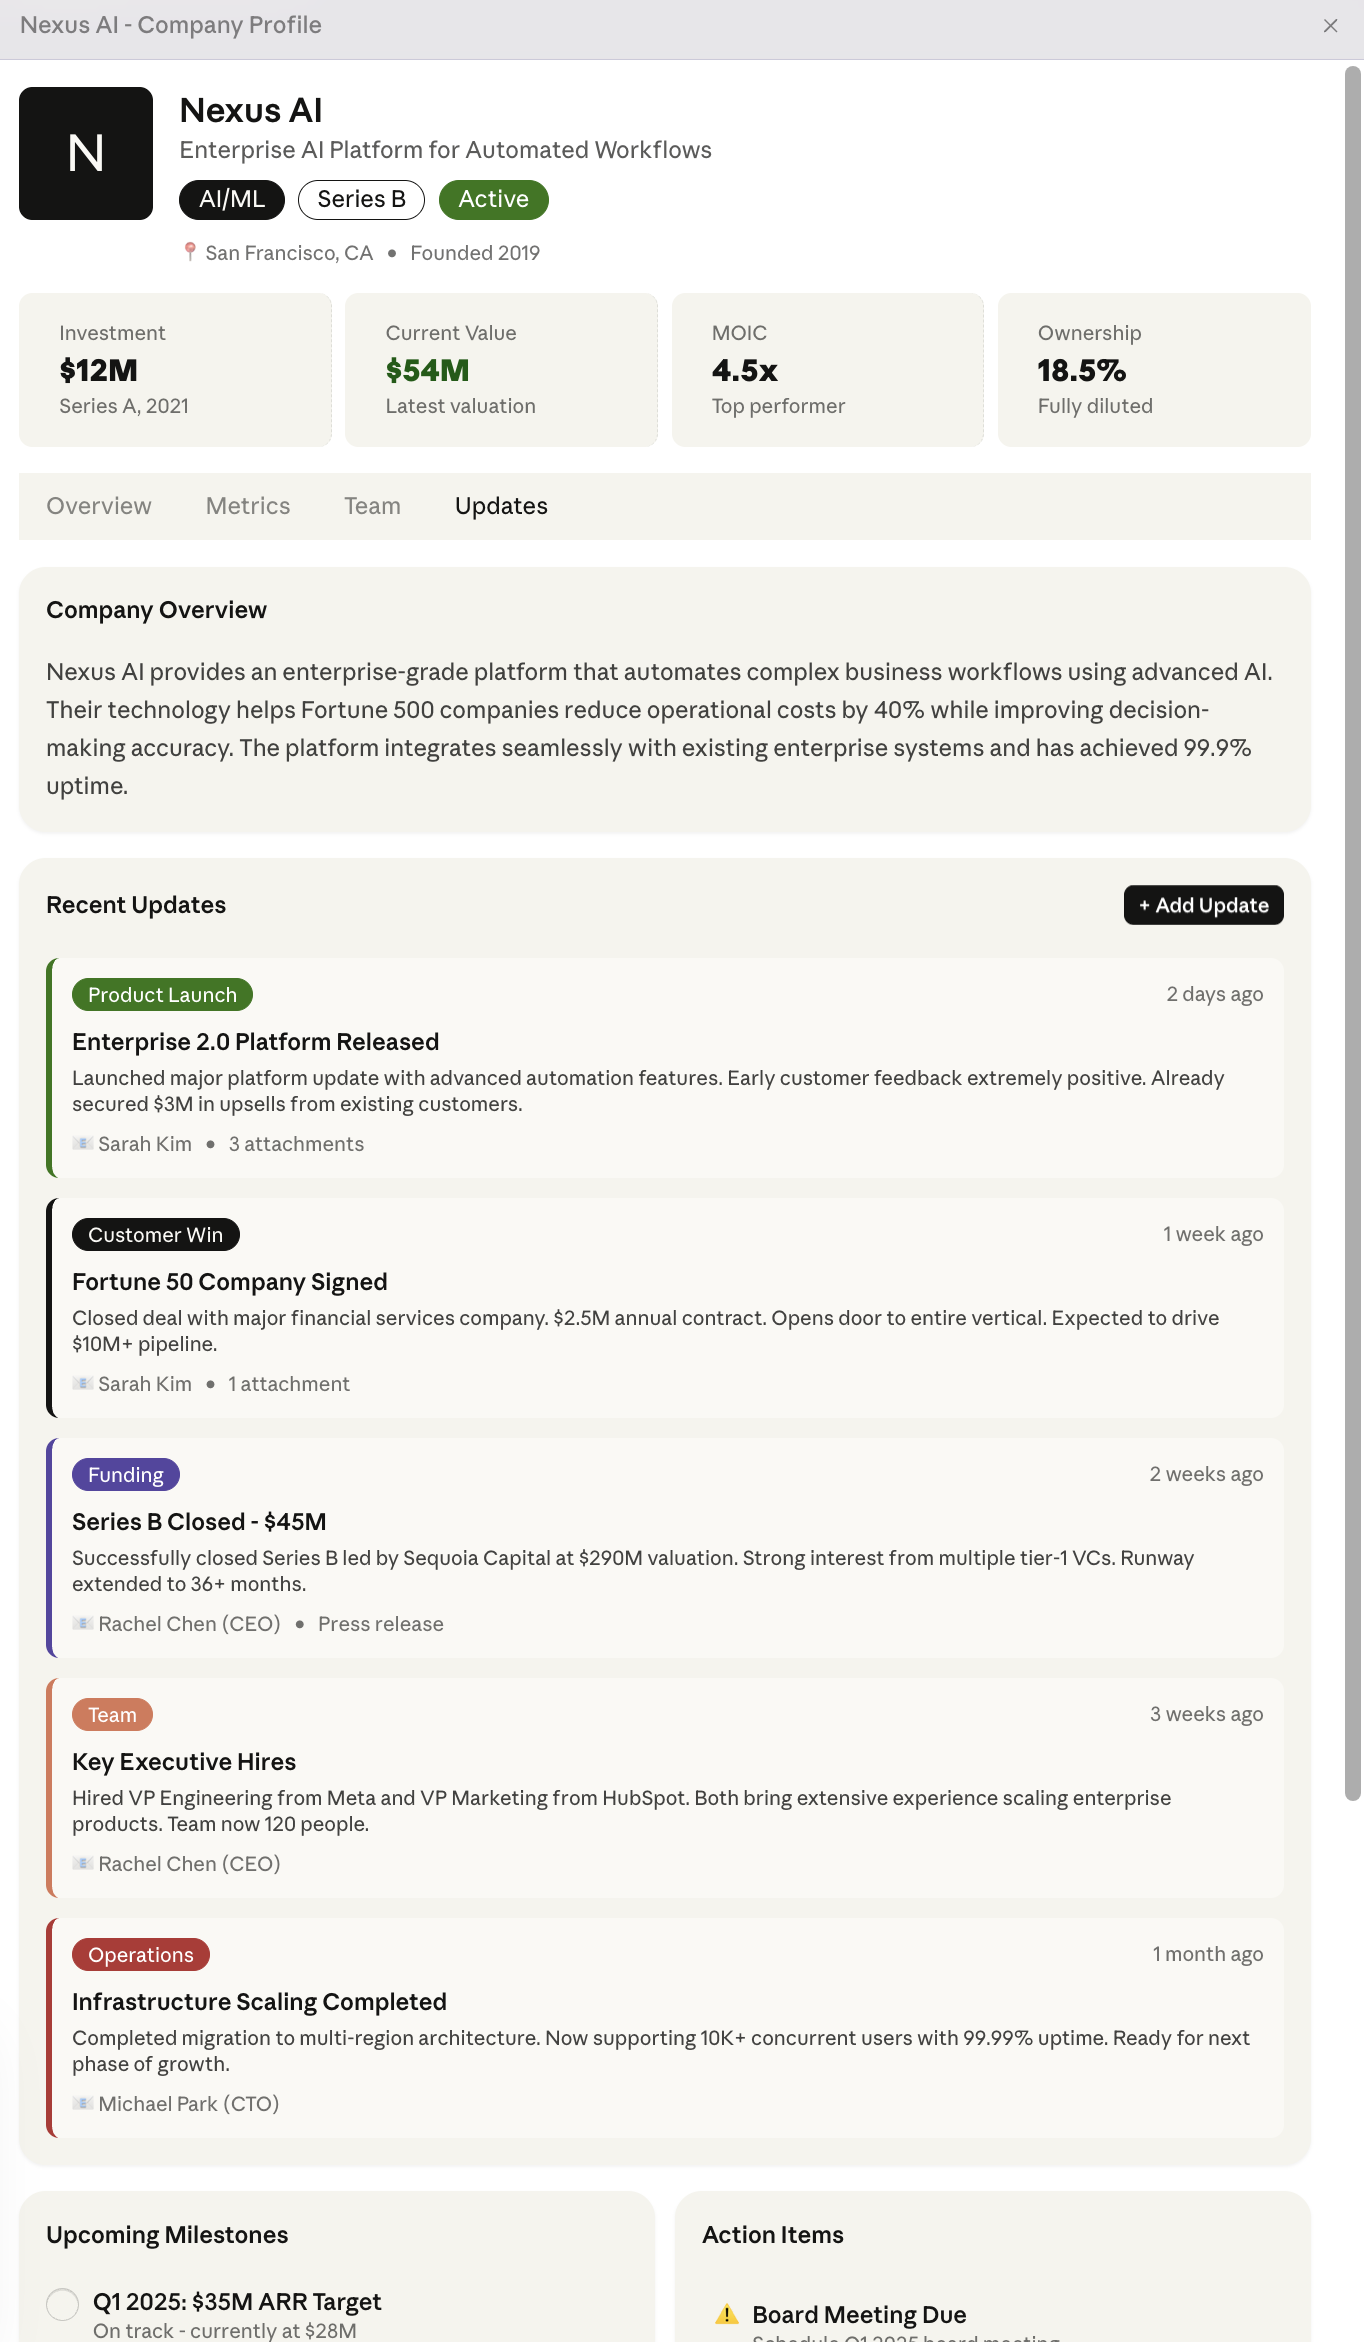 Nexus AI - Company Profile
N
Nexus AI
Enterprise AI Platform for Automated Workflows
AI/ML
Series B
Active
San Francisco, CA • Founded 2019
Investment
$12M
Series A, 2021
Current Value
$54M
Latest valuation
MOIC
4.5x
Top performer
Ownership
18.5%
Fully diluted
Overview
Metrics
Team
Updates
Company Overview
Nexus AI provides an enterprise-grade platform that automates complex business workflows using advanced AI.
Their technology helps Fortune 500 companies reduce operational costs by 40% while improving decision-
making accuracy. The platform integrates seamlessly with existing enterprise systems and has achieved 99.9%
uptime.
Recent Updates
+ Add Update
Product Launch
2 days ago
Enterprise 2.0 Platform Released
Launched major platform update with advanced automation features. Early customer feedback extremely positive. Already
secured $3M in upsells from existing customers.
Sarah Kim • 3 attachments
Customer Win
1 week ago
Fortune 50 Company Signed
Closed deal with major financial services company. $2.5M annual contract. Opens door to entire vertical. Expected to drive
$10M+ pipeline.
Sarah Kim • 1 attachment
Funding
2 weeks ago
Series B Closed - $45M
Successfully closed Series B led by Sequoia Capital at $290M valuation. Strong interest from multiple tier-1 VCs. Runway
extended to 36+ months.
Rachel Chen (CEO) • Press release
Team
3 weeks ago
Key Executive Hires
Hired VP Engineering from Meta and VP Marketing from HubSpot. Both bring extensive experience scaling enterprise
products. Team now 120 people.
Rachel Chen (CEO)
Operations
1 month ago
Infrastructure Scaling Completed
Completed migration to multi-region architecture. Now supporting 10K+ concurrent users with 99.99% uptime. Ready for next
phase of growth.
Michael Park (CTO)
Upcoming Milestones
Q1 2025: $35M ARR Target
On track - currently at $28M
Action Items
Board Meeting Due
Schedule Q1 2025 board meeting